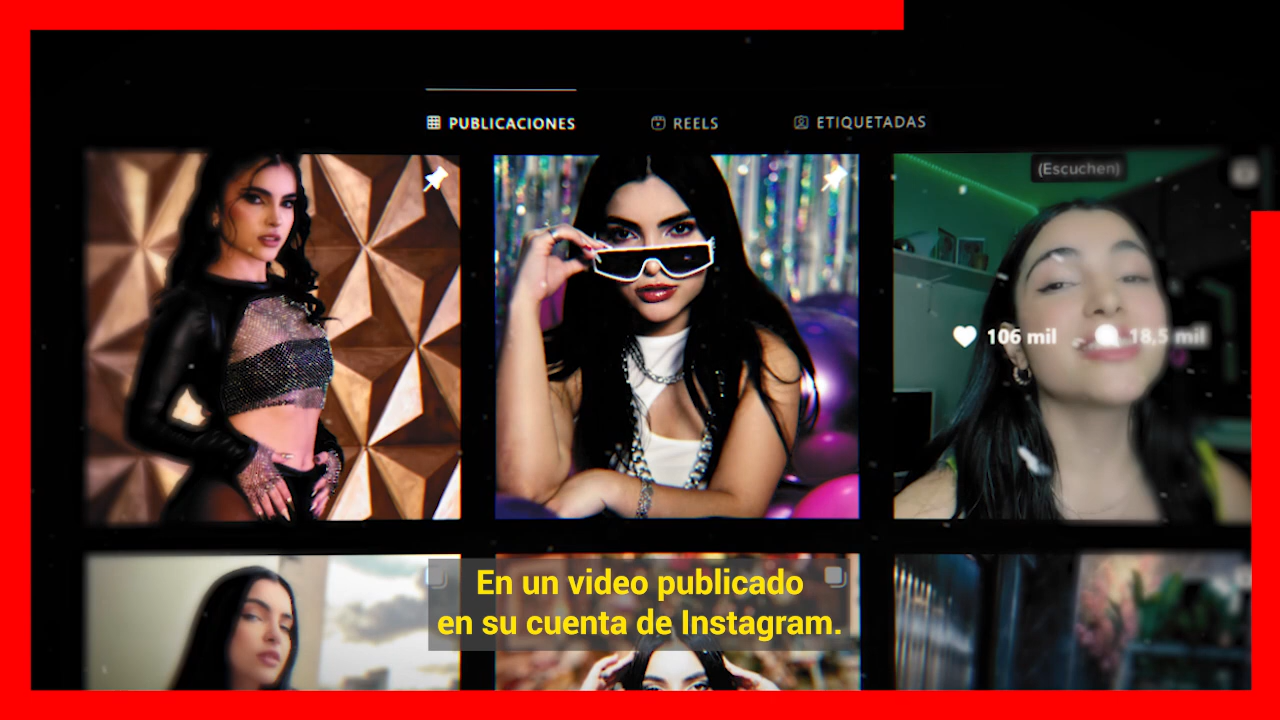 PUBLICACIONES
REELS
ETIQUETADAS
(Escuchen)
106 mil
18,5 mil
En un video publicado
en su cuenta de Instagram.